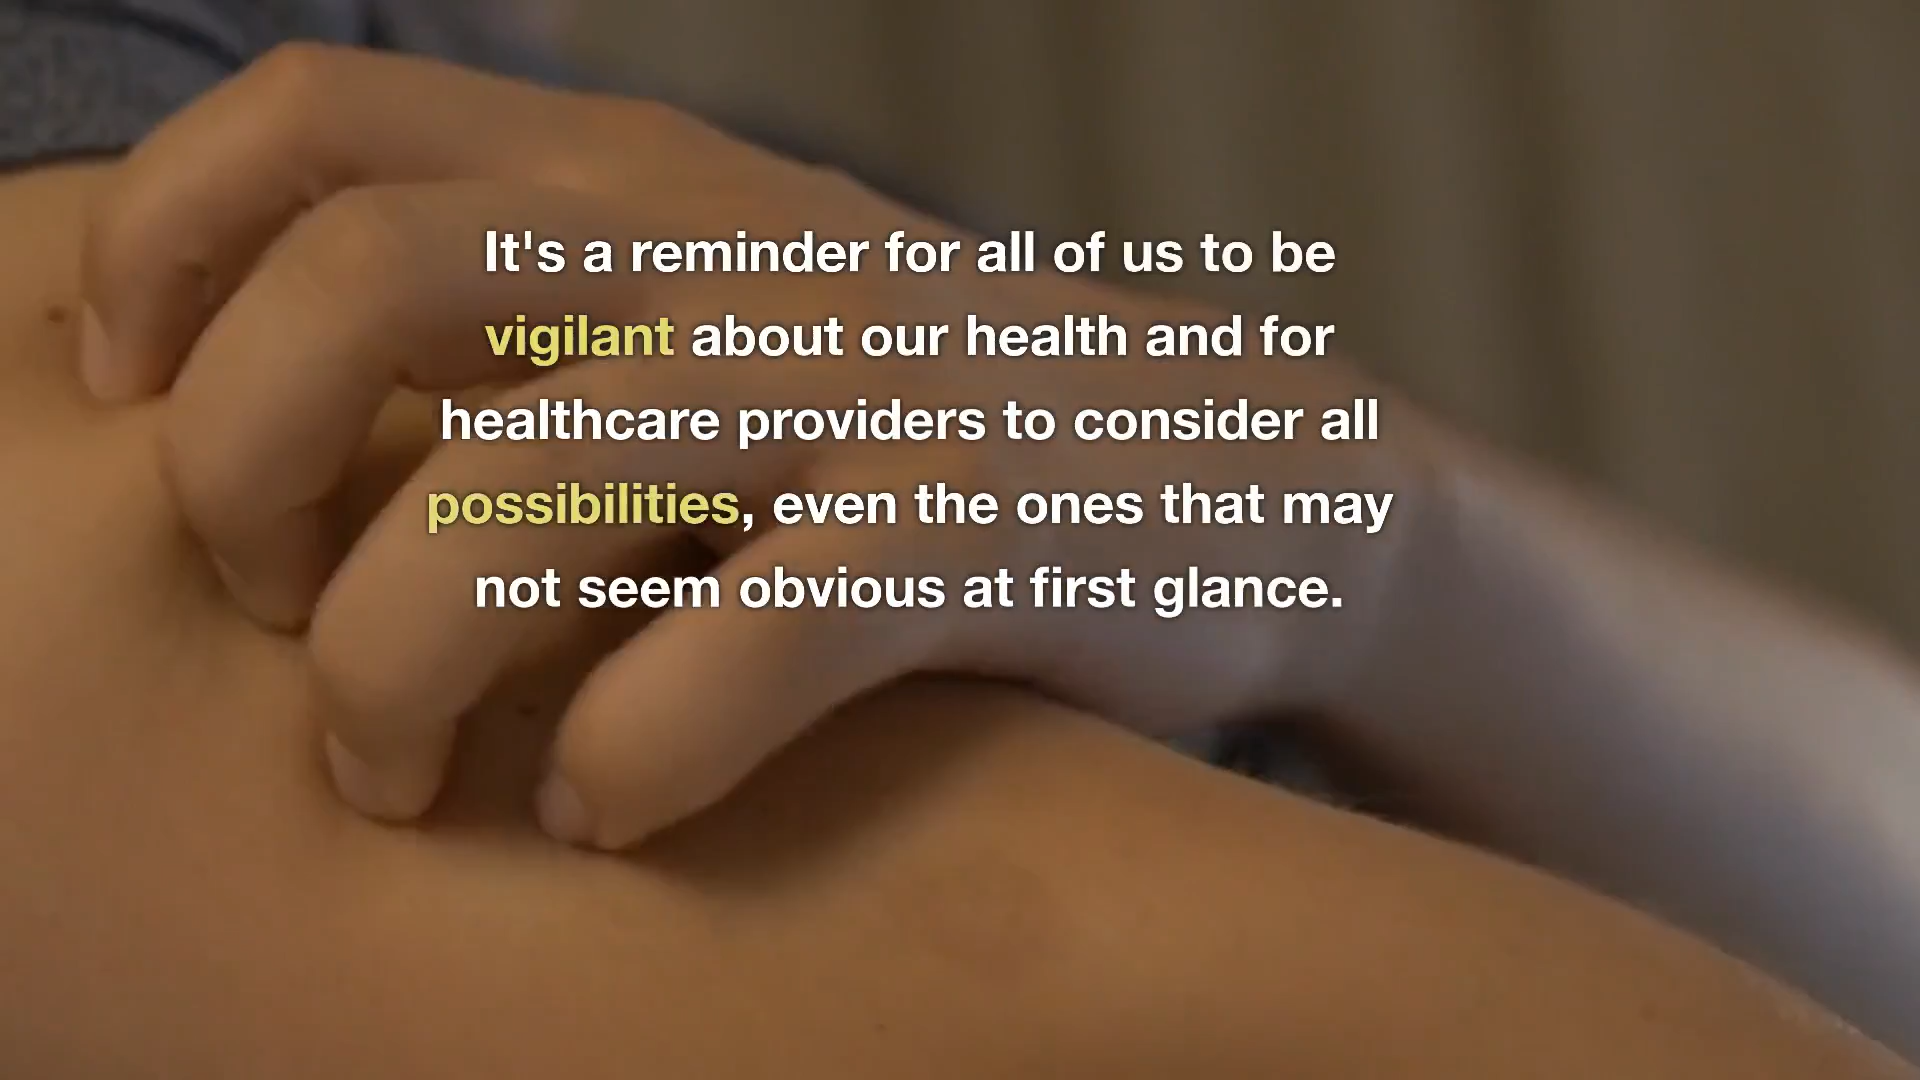 It's a reminder for all of us to be
vigilant about our health and for
healthcare providers to consider all
possibilities, even the ones that may
not seem obvious at first glance.